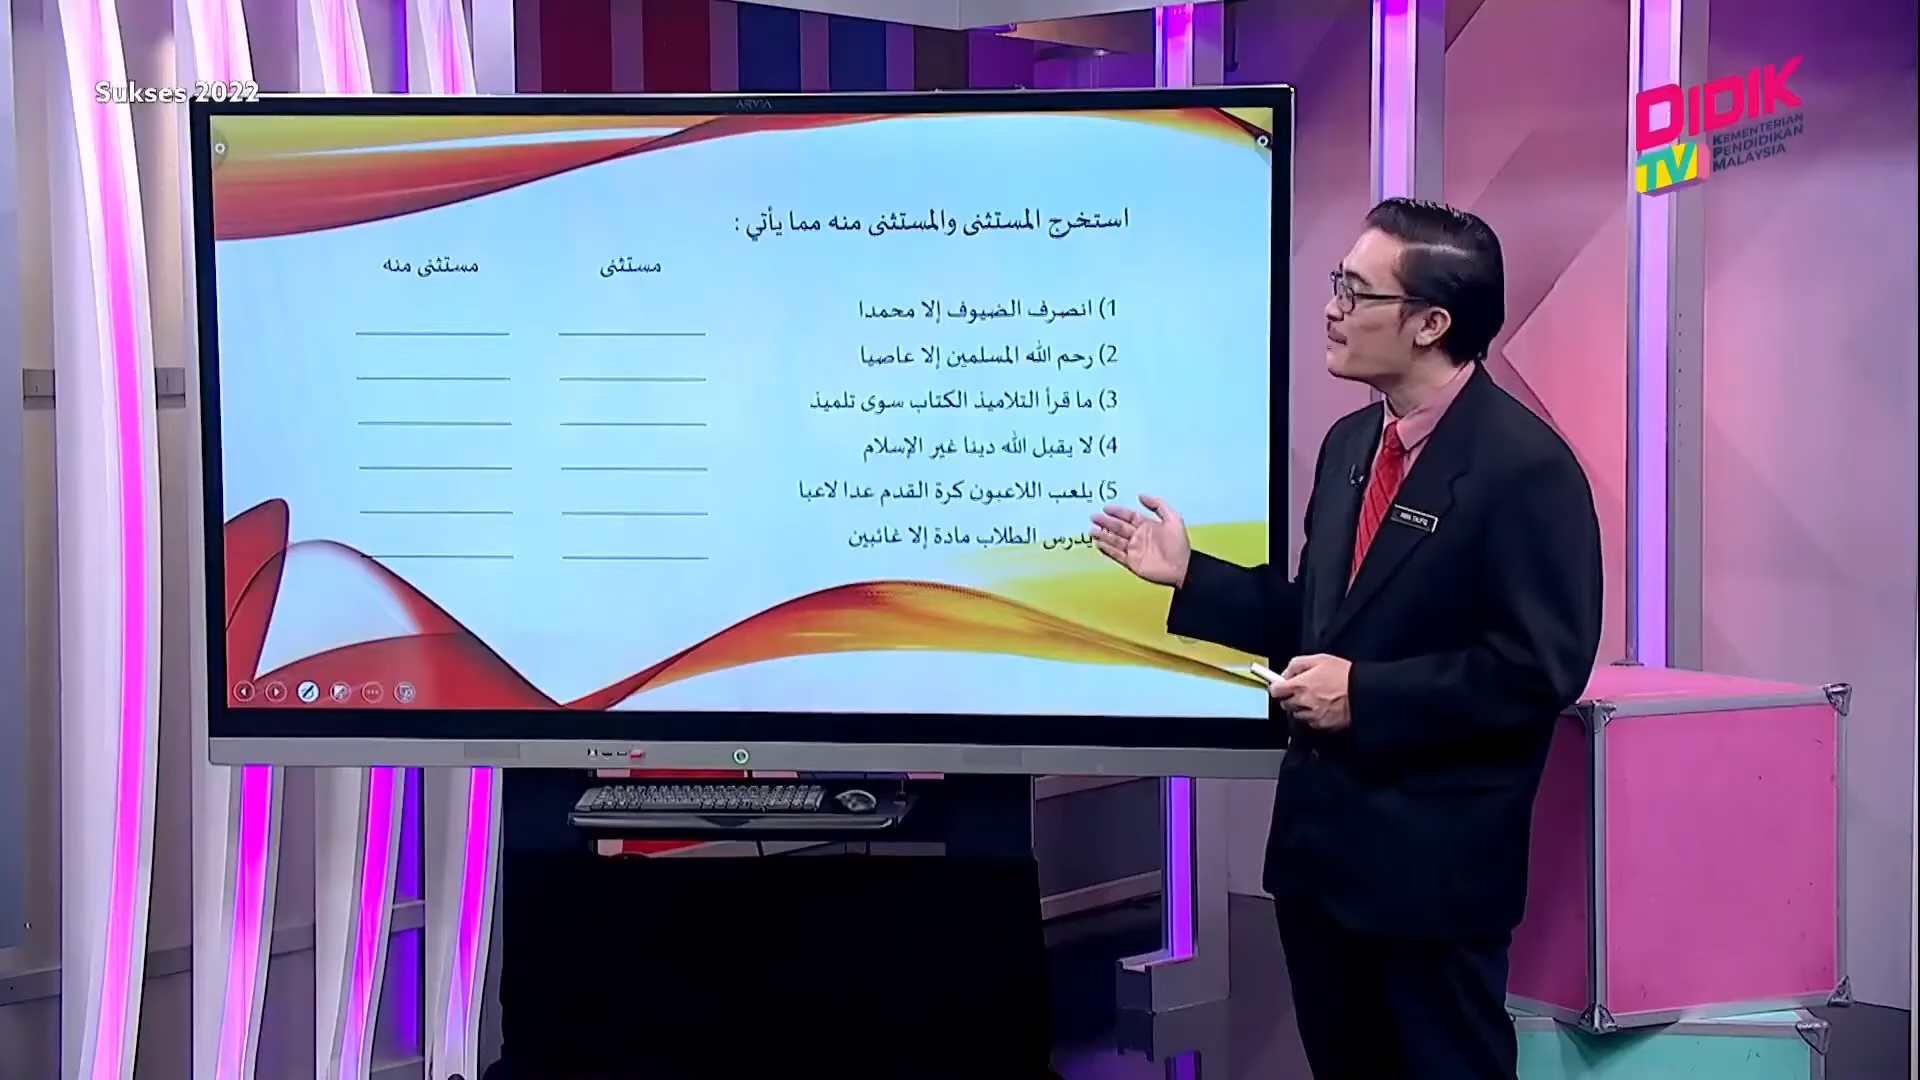 Sukses 2022
DIDIK
TV
KEMENTERIAN
PENDIDIKAN
MALAYSIA
ARVIA
استخرج المستثنى والمستثنى منه مما يأتي :
مستثنى مستثنى منه
1) انصرف الضيوف إلا محمدا
2) رحم الله المسلمين إلا عاصيا
3) ما قرأ التلاميذ الكتاب سوى تلميذ
4) لا يقبل الله دينا غير الإسلام
5) يلعب اللاعبون كرة القدم عدا لاعبا
يدرس الطلاب مادة إلا غائبين